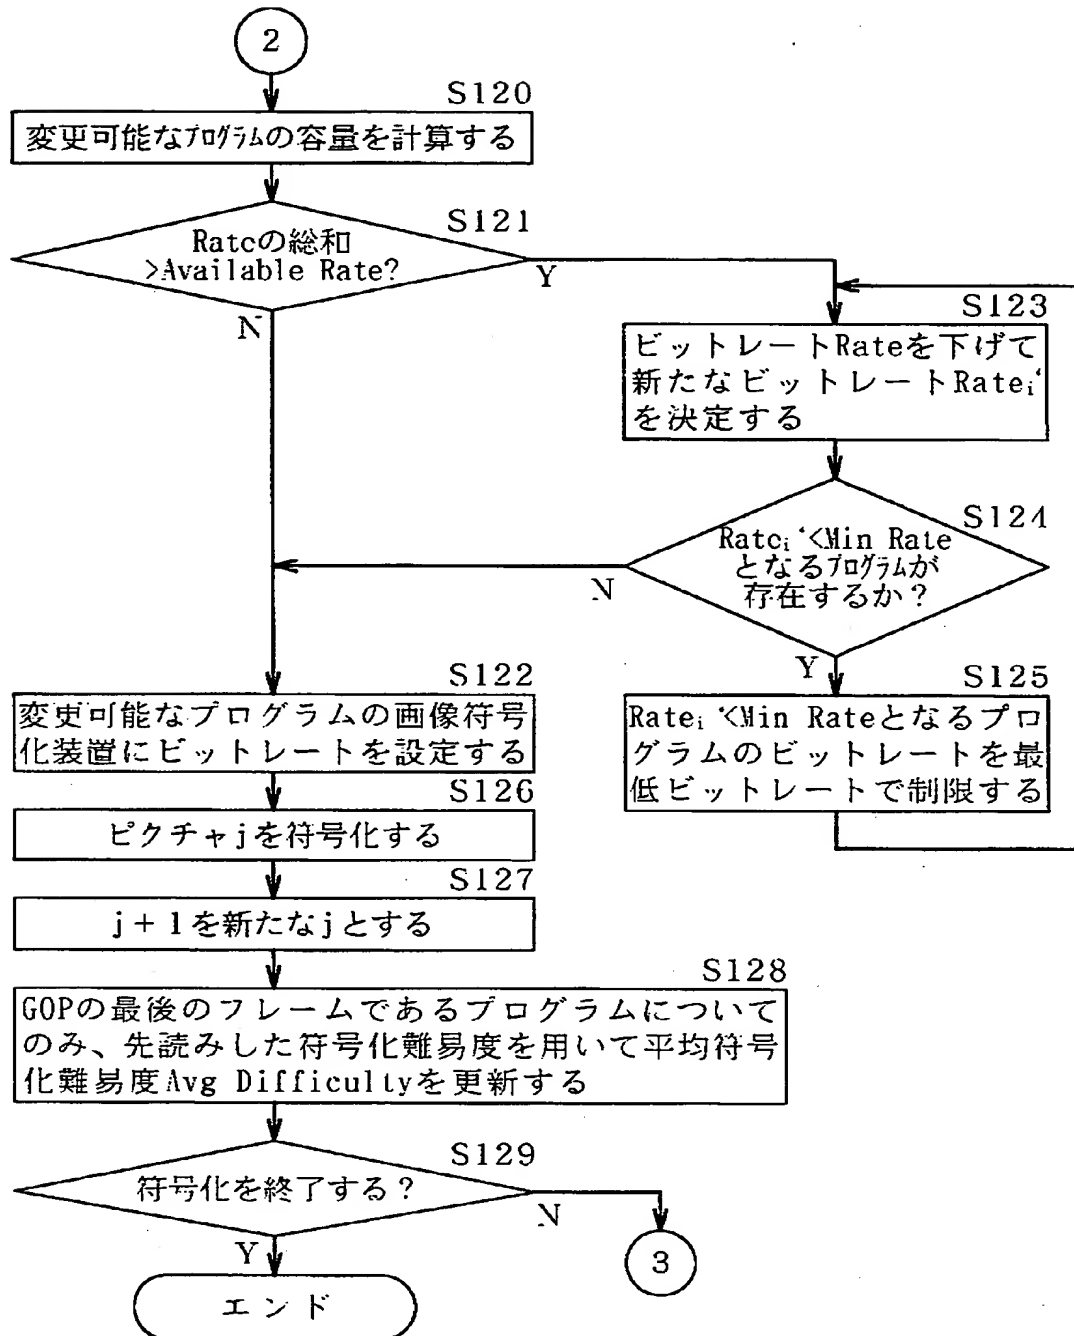 2
S120
変更可能なプログラムの容量を計算する
S121
Rateの総和
>Available Rate?
Y
N
S123
ビットレートRateを下げて
新たなビットレートRateᵢ‘
を決定する
S124
Rateᵢ‘<Min Rate
となるプログラムが
存在するか？
N
Y
S125
Rateᵢ‘<Min Rateとなるプロ
グラムのビットレートを最
低ビットレートで制限する
S122
変更可能なプログラムの画像符号
化装置にビットレートを設定する
S126
ピクチャjを符号化する
S127
j+1を新たなjとする
S128
GOPの最後のフレームであるプログラムについて
のみ、先読みした符号化難易度を用いて平均符号
化難易度Avg Difficultyを更新する
S129
符号化を終了する？
N
Y
3
エンド